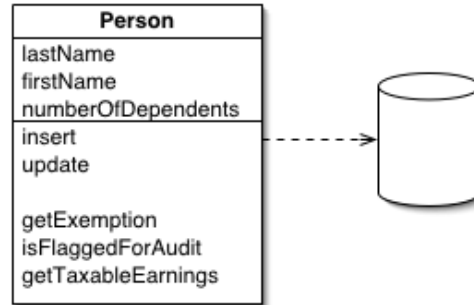 Person
lastName
firstName
numberOfDependents
insert
update
getExemption
isFlaggedForAudit
getTaxableEarnings